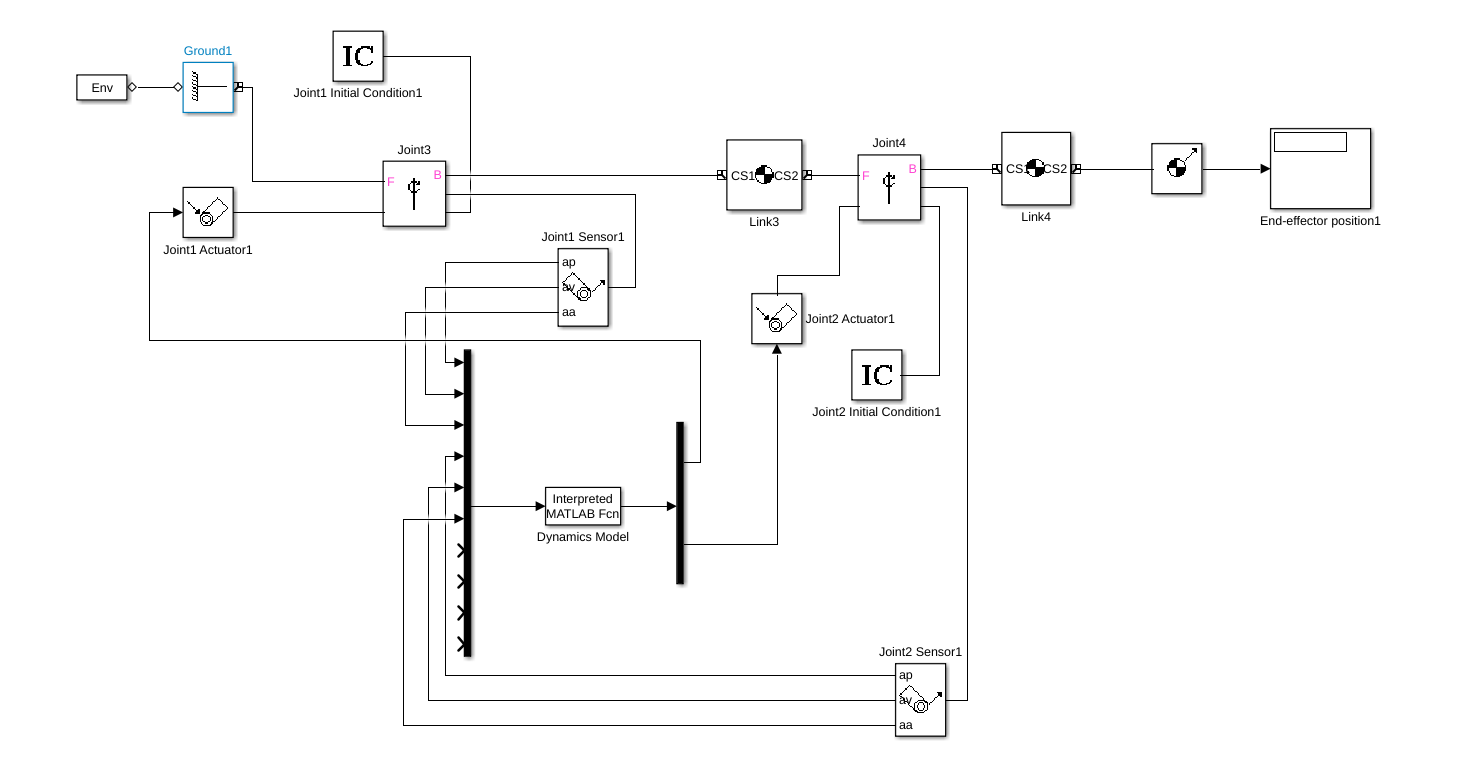 Ground1
Env
IC
Joint1 Initial Condition1
Joint3
F
B
Joint1 Actuator1
CS1
CS2
Link3
Joint4
F
B
CS1
CS2
Link4
End-effector position1
Joint1 Sensor1
ap
av
aa
Joint2 Actuator1
IC
Joint2 Initial Condition1
Interpreted
MATLAB Fcn
Dynamics Model
Joint2 Sensor1
ap
av
aa